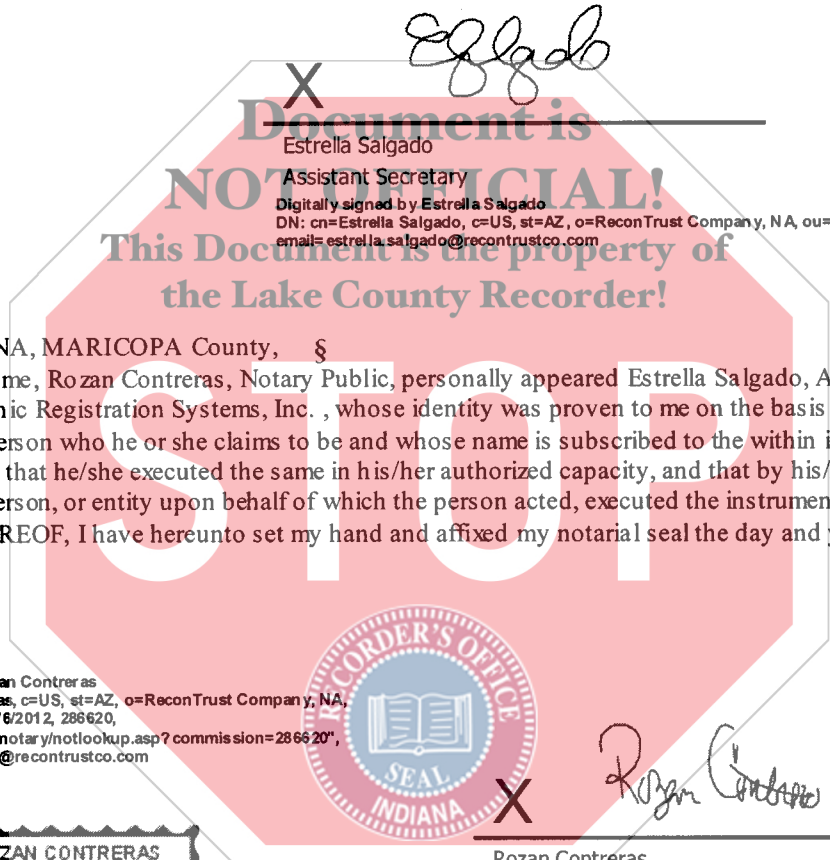 ESalgado
X
Document is
Estrella Salgado
Assistant Secretary
NOT OFFICIAL!
Digitally signed by Estrella Salgado
DN: cn=Estrella Salgado, c=US, st=AZ, o=ReconTrust Company, NA, ou=
email=estrella.salgado@recontrustco.com
This Document is the property of
the Lake County Recorder!
NA, MARICOPA County, §
me, Rozan Contreras, Notary Public, personally appeared Estrella Salgado, A
nic Registration Systems, Inc. , whose identity was proven to me on the basis
erson who he or she claims to be and whose name is subscribed to the within i
that he/she executed the same in his/her authorized capacity, and that by his/
erson, or entity upon behalf of which the person acted, executed the instrumen
REOF, I have hereunto set my hand and affixed my notarial seal the day and y
STOP
an Contreras
as, c=US, st=AZ, o=ReconTrust Company, NA,
6/2012, 286620,
notary/notlookup.asp?commission=286620",
@recontrustco.com
RECORDER'S OFFICE
SEAL
INDIANA
X
Rozan Contreras
ZAN CONTRERAS
Rozan Contreras